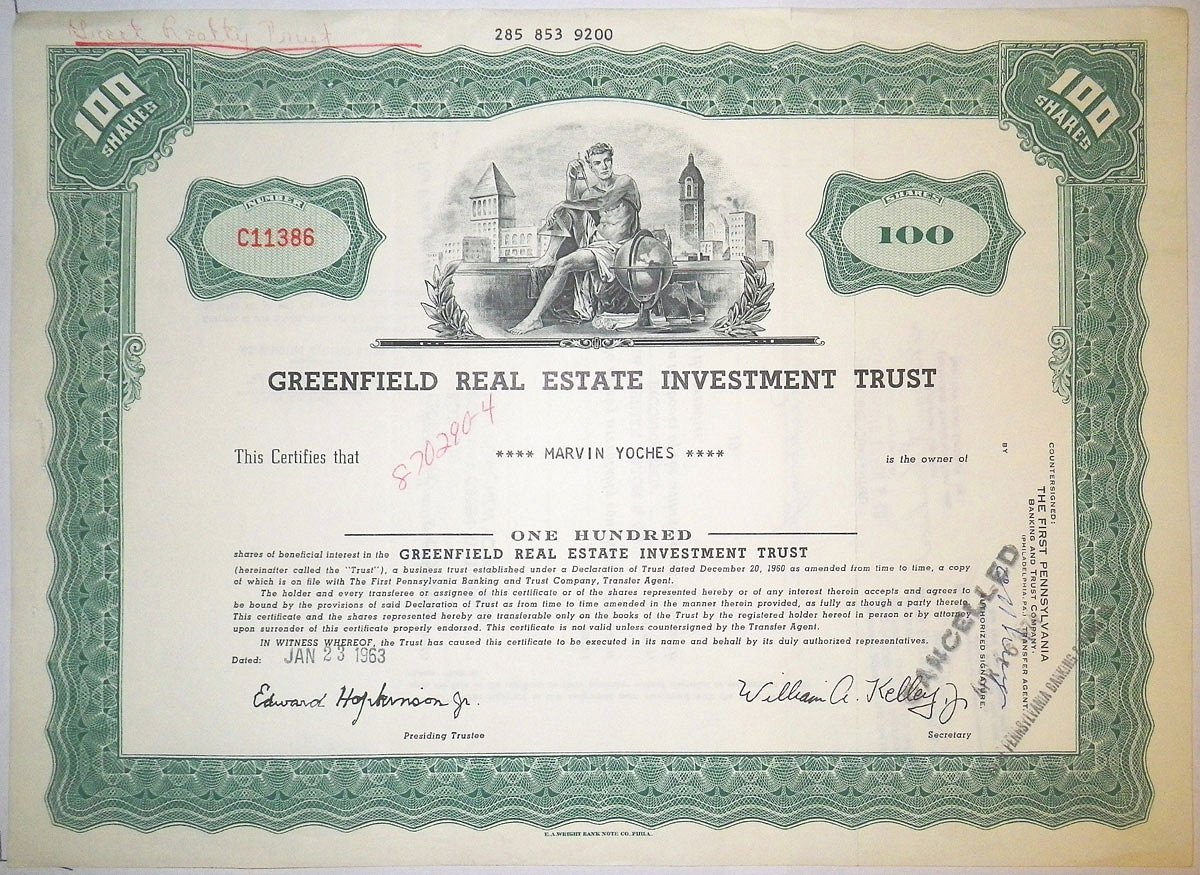 Realty Trust
285 853 9200
100
SHARES
100
SHARES
NUMBER
C11386
SHARES
100
GREENFIELD REAL ESTATE INVESTMENT TRUST
870290-4
This Certifies that
**** MARVIN YOCHES ****
is the owner of
ONE HUNDRED
shares of beneficial interest in the GREENFIELD REAL ESTATE INVESTMENT TRUST
(hereinafter called the "Trust"), a business trust established under a Declaration of Trust dated December 20, 1960 as amended from time to time, a copy
of which is on file with The First Pennsylvania Banking and Trust Company, Transfer Agent.
The holder and every transferee or assignee of this certificate or of the shares represented hereby or of any interest therein accepts and agrees to
be bound by the provisions of said Declaration of Trust as from time to time amended in the manner therein provided, as fully as though a party thereto.
This certificate and the shares represented hereby are transferable only on the books of the Trust by the registered holder hereof in person or by attorney
upon surrender of this certificate properly endorsed. This certificate is not valid unless countersigned by the Transfer Agent.
IN WITNESS WHEREOF, the Trust has caused this certificate to be executed in its name and behalf by its duly authorized representatives.
Dated: JAN 23 1963
Edward Hopkinson Jr.
Presiding Trustee
William A. Kelley, Jr
Secretary
COUNTERSIGNED:
THE FIRST PENNSYLVANIA
BANKING AND TRUST COMPANY,
(PHILADELPHIA, PA.) TRANSFER AGENT.
BY
AUTHORIZED SIGNATURE.
ANCELLED
PENNSYLVANIA BANKING
E.A.WRIGHT BANK NOTE CO. PHILA.